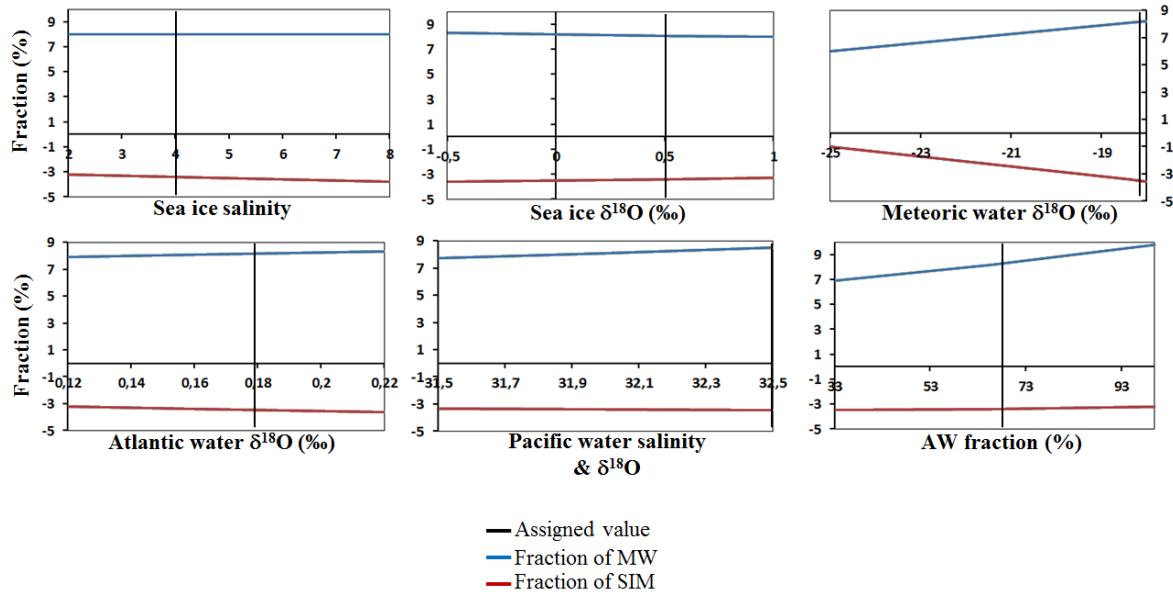 Fraction (%)
9
7
5
3
1
-1
-3
-5
2 3 4 5 6 7 8
Sea ice salinity
9
7
5
3
1
-1
-3
-5
-0,5 0 0,5 1
Sea ice δ¹⁸O (‰)
9
7
5
3
1
-1
-3
-5
-25 -23 -21 -19
Meteoric water δ¹⁸O (‰)
Fraction (%)
9
7
5
3
1
-1
-3
-5
0,12 0,14 0,16 0,18 0,2 0,22
Atlantic water δ¹⁸O (‰)
9
7
5
3
1
-1
-3
-5
31,5 31,7 31,9 32,1 32,3 32,5
Pacific water salinity
& δ¹⁸O
9
7
5
3
1
-1
-3
-5
33 53 73 93
AW fraction (%)
Assigned value
Fraction of MW
Fraction of SIM